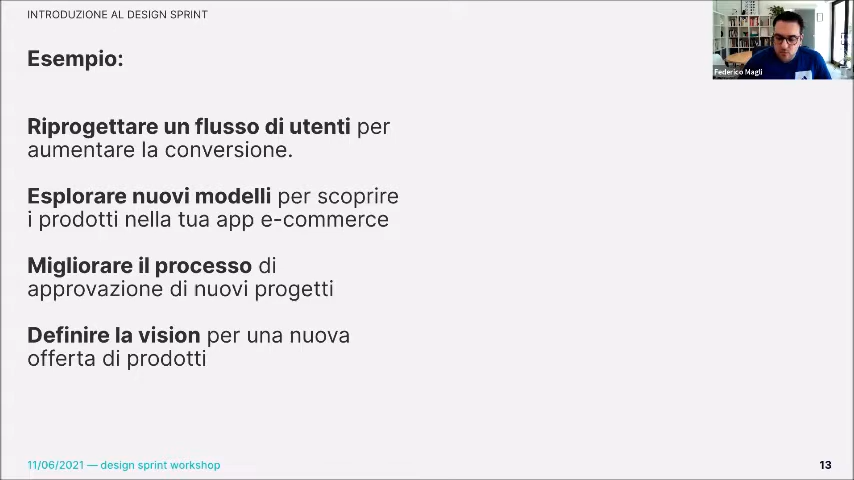 INTRODUZIONE AL DESIGN SPRINT
Esempio:
Riprogettare un flusso di utenti per
aumentare la conversione.
Esplorare nuovi modelli per scoprire
i prodotti nella tua app e-commerce
Migliorare il processo di
approvazione di nuovi progetti
Definire la vision per una nuova
offerta di prodotti
Federico Magli
11/06/2021 — design sprint workshop
13